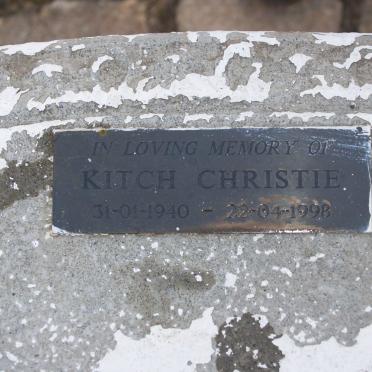 IN LOVING MEMORY OF
KITCH CHRISTIE
31-01-1940 - 22-04-1998